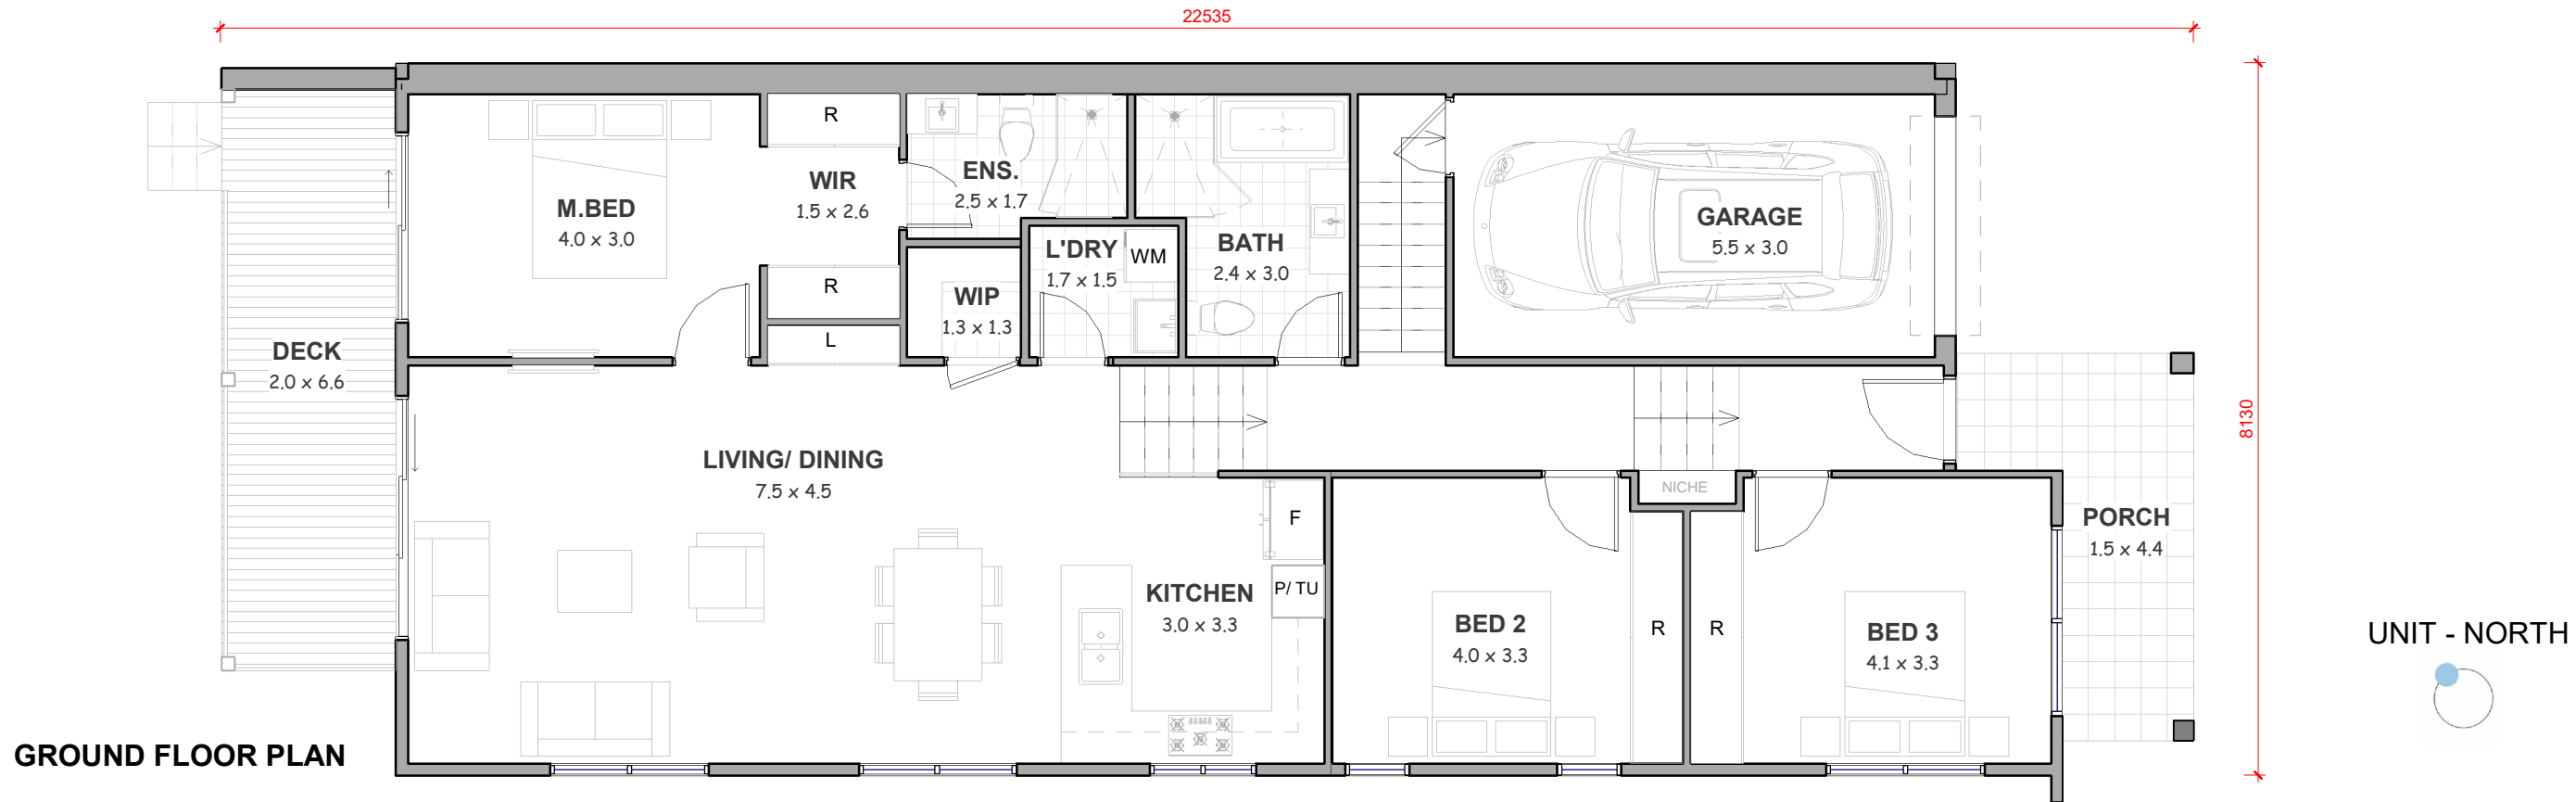 22535
8130
R
WIR
1.5 x 2.6
R
L
ENS.
2.5 x 1.7
M.BED
4.0 x 3.0
WIP
1.3 x 1.3
L'DRY
1.7 x 1.5
WM
BATH
2.4 x 3.0
GARAGE
5.5 x 3.0
DECK
2.0 x 6.6
LIVING/ DINING
7.5 x 4.5
F
P/ TU
KITCHEN
3.0 x 3.3
NICHE
BED 2
4.0 x 3.3
R
R
BED 3
4.1 x 3.3
PORCH
1.5 x 4.4
UNIT - NORTH
GROUND FLOOR PLAN